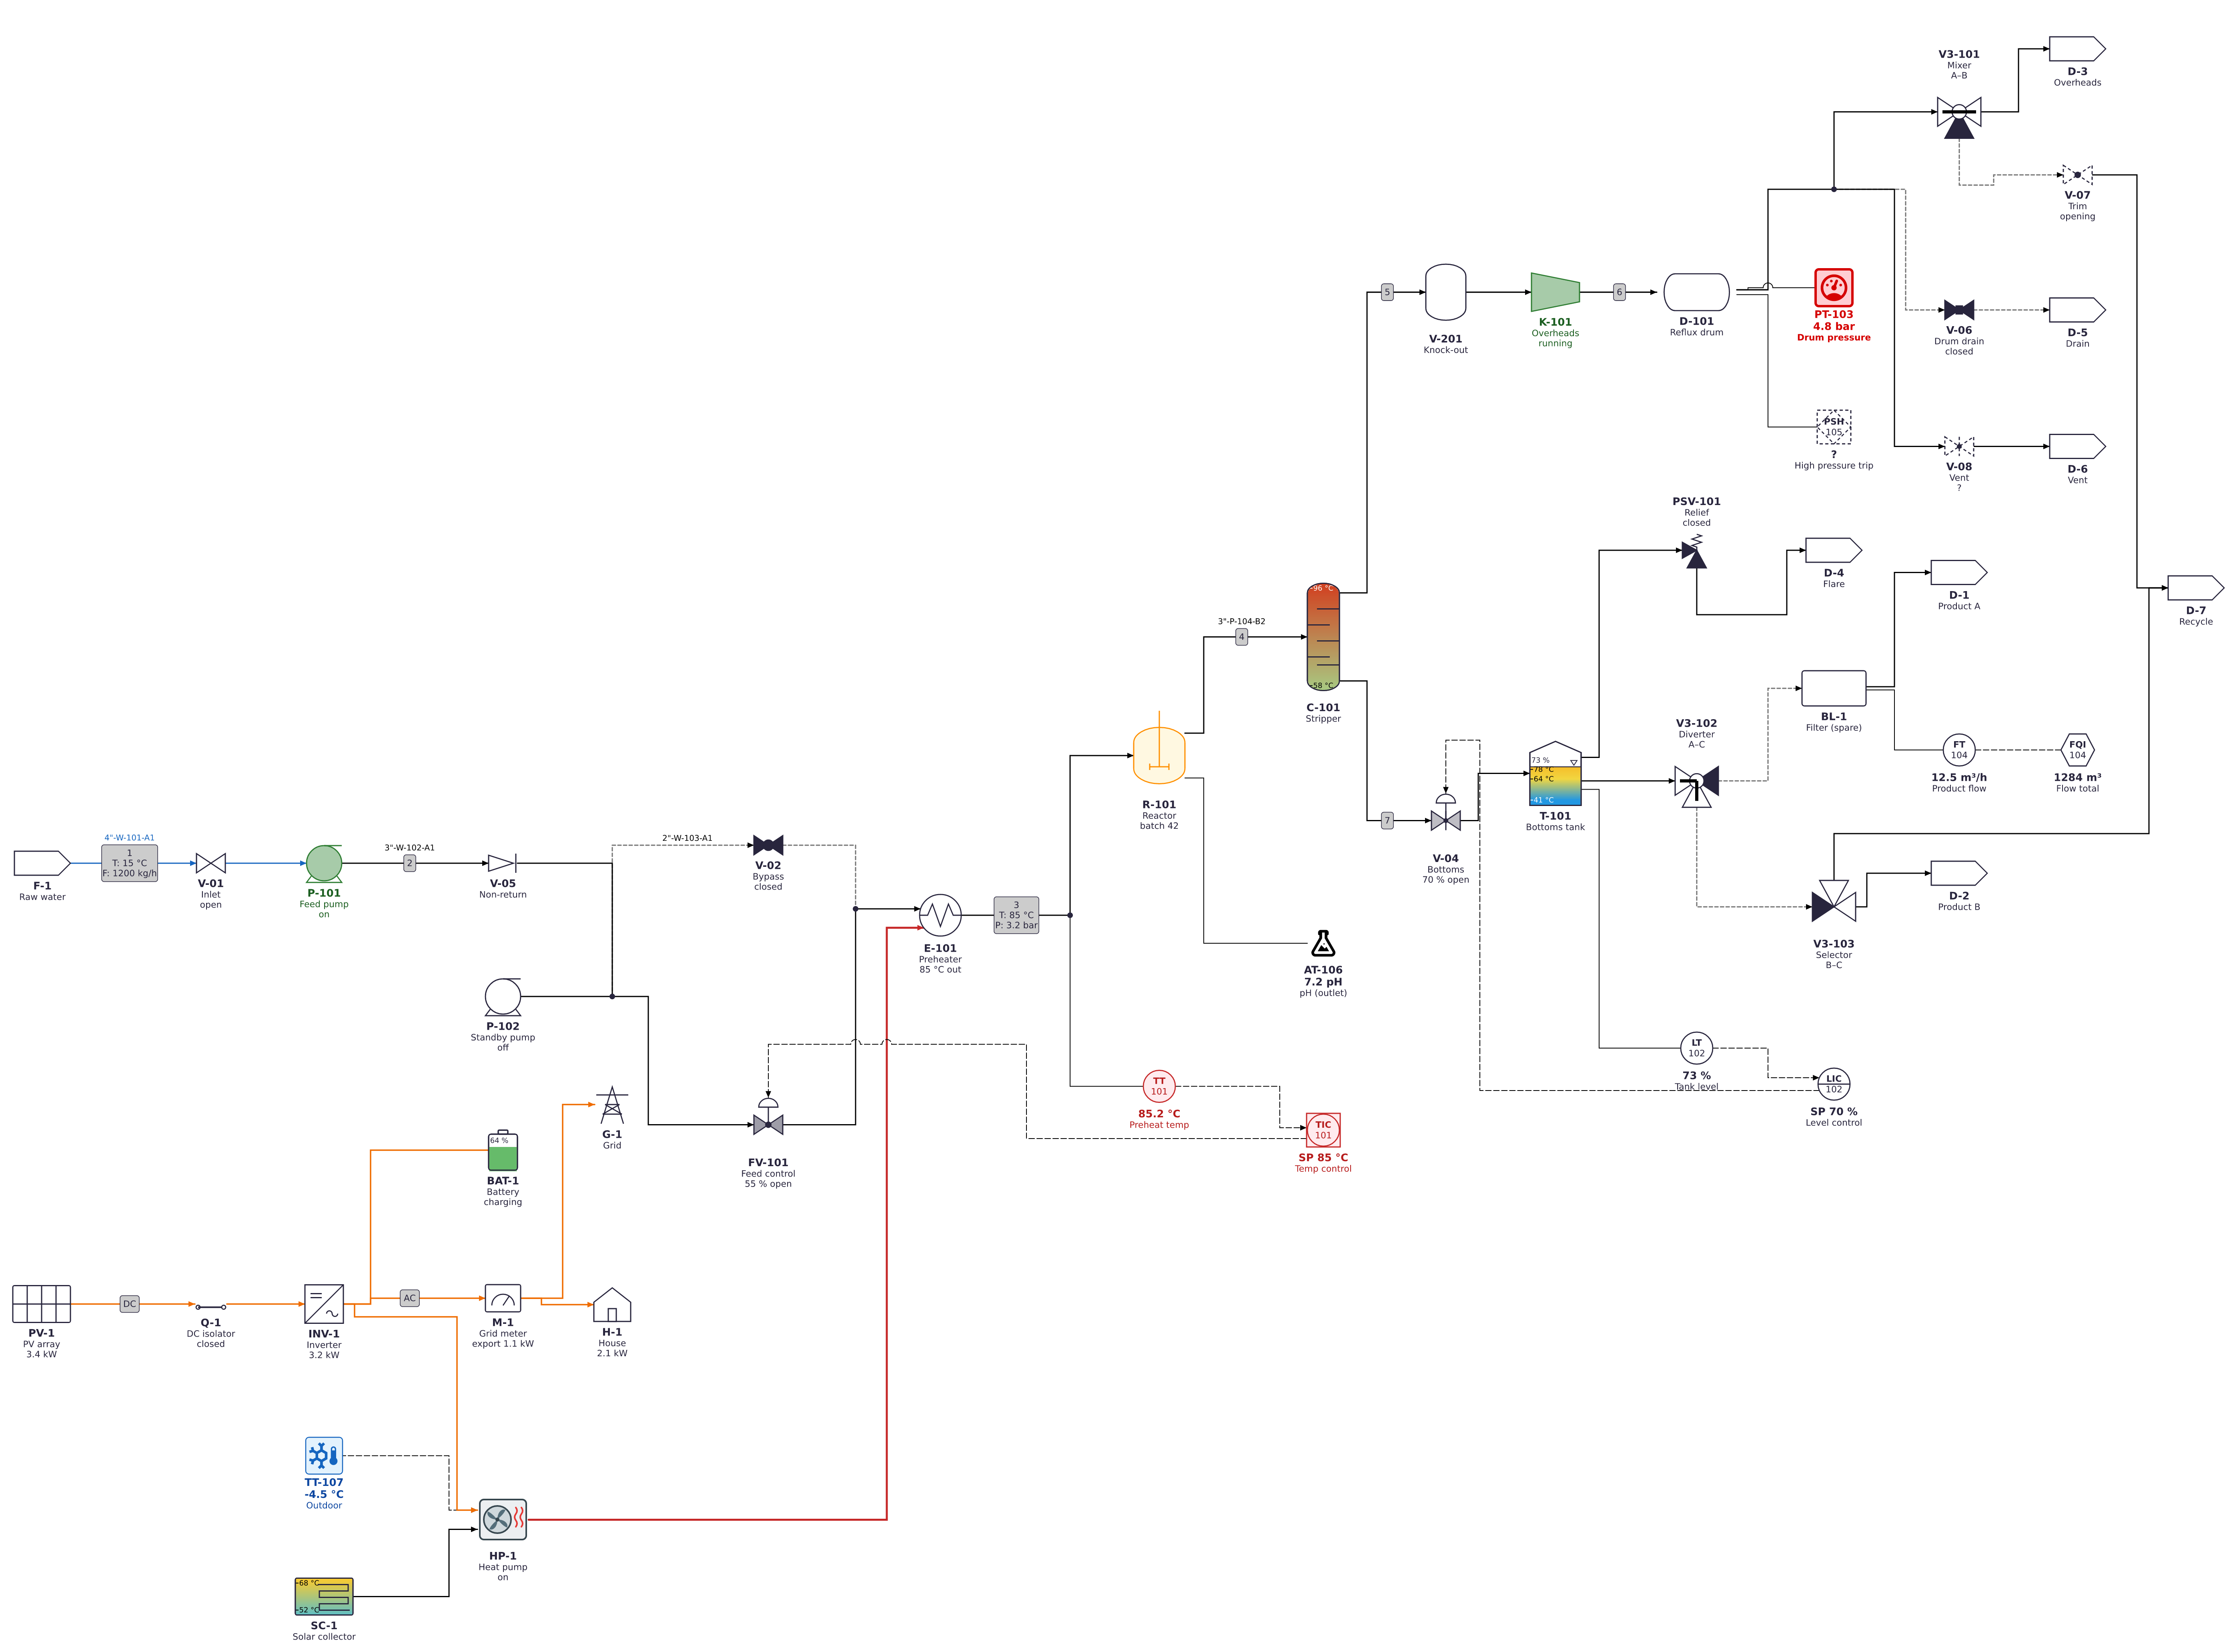 V3-101
Mixer
A–B
D-3
Overheads
V-07
Trim
opening
5
V-201
Knock-out
K-101
Overheads
running
6
D-101
Reflux drum
PT-103
4.8 bar
Drum pressure
V-06
Drum drain
closed
D-5
Drain
PSH
105
?
High pressure trip
V-08
Vent
?
D-6
Vent
PSV-101
Relief
closed
D-4
Flare
D-1
Product A
D-7
Recycle
3"-P-104-B2
4
96 °C
58 °C
C-101
Stripper
BL-1
Filter (spare)
V3-102
Diverter
A–C
FT
104
12.5 m³/h
Product flow
FQI
104
1284 m³
Flow total
R-101
Reactor
batch 42
7
V-04
Bottoms
70 % open
73 %
78 °C
64 °C
41 °C
T-101
Bottoms tank
V3-103
Selector
B–C
D-2
Product B
F-1
Raw water
4"-W-101-A1
1
T: 15 °C
F: 1200 kg/h
V-01
Inlet
open
P-101
Feed pump
on
3"-W-102-A1
2
V-05
Non-return
2"-W-103-A1
V-02
Bypass
closed
E-101
Preheater
85 °C out
3
T: 85 °C
P: 3.2 bar
AT-106
7.2 pH
pH (outlet)
P-102
Standby pump
off
LT
102
73 %
Tank level
LIC
102
SP 70 %
Level control
TT
101
85.2 °C
Preheat temp
TIC
101
SP 85 °C
Temp control
FV-101
Feed control
55 % open
G-1
Grid
64 %
BAT-1
Battery
charging
PV-1
PV array
3.4 kW
DC
Q-1
DC isolator
closed
INV-1
Inverter
3.2 kW
AC
M-1
Grid meter
export 1.1 kW
H-1
House
2.1 kW
TT-107
-4.5 °C
Outdoor
HP-1
Heat pump
on
68 °C
52 °C
SC-1
Solar collector